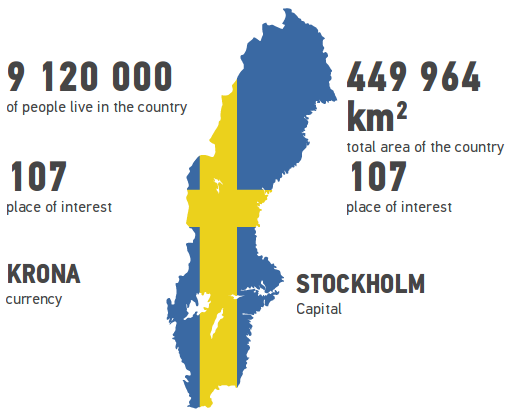 9 120 000
of people live in the country
107
place of interest
KRONA
currency
449 964
km²
total area of the country
107
place of interest
STOCKHOLM
Capital